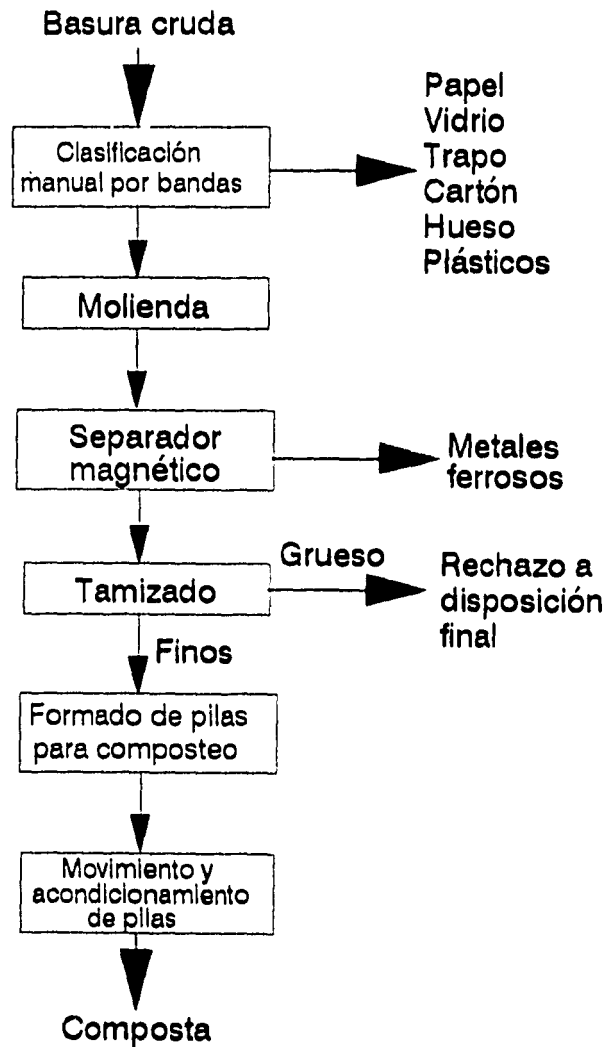 Basura cruda
Clasificación
manual por bandas
Papel
Vidrio
Trapo
Cartón
Hueso
Plásticos
Molienda
Separador
magnético
Metales
ferrosos
Tamizado
Grueso
Rechazo a
disposición
final
Finos
Formado de pilas
para composteo
Movimiento y
acondicionamiento
de pilas
Composta